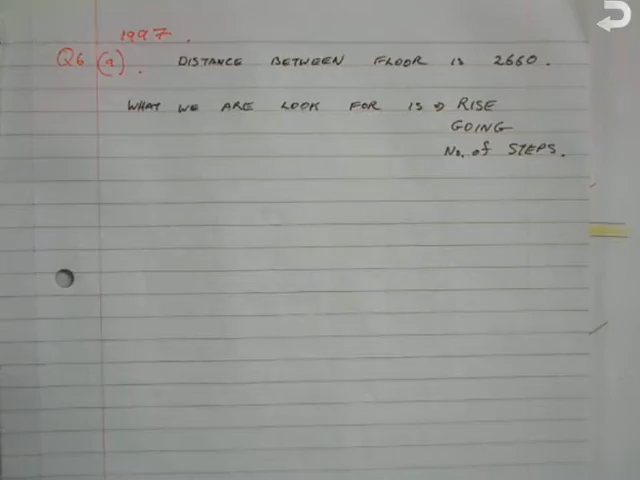 1997.
Q6 (a). DISTANCE BETWEEN FLOOR IS 2660.
WHAT WE ARE LOOK FOR IS → RISE
GOING
No. of STEPS.